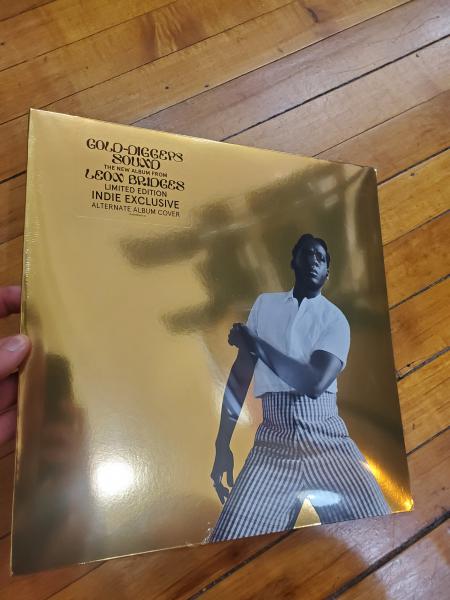 GOLD-DIGGERS
SOUND
THE NEW ALBUM FROM
LEON BRIDGES
LIMITED EDITION
INDIE EXCLUSIVE
ALTERNATE ALBUM COVER